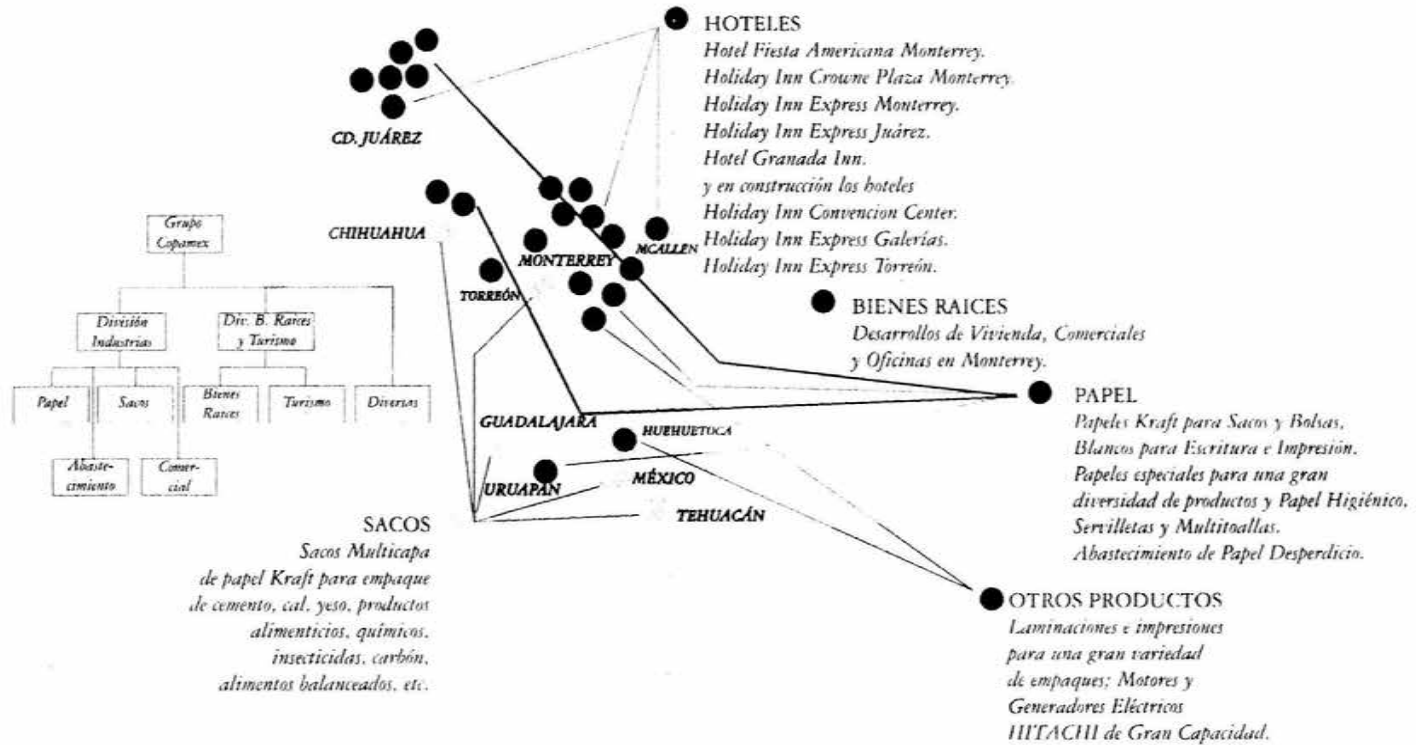 HOTELES
Hotel Fiesta Americana Monterrey.
Holiday Inn Crowne Plaza Monterrey.
Holiday Inn Express Monterrey.
Holiday Inn Express Juárez.
Hotel Granada Inn.
y en construcción los hoteles
Holiday Inn Convencion Center.
Holiday Inn Express Galerías.
Holiday Inn Express Torreón.
CD. JUÁREZ
CHIHUAHUA
MONTERREY
MCALLEN
TORREÓN
GUADALAJARA
HUEHUETOCA
URUAPAN
MÉXICO
TEHUACÁN
Grupo
Copamex
División
Industrias
Div. B. Raíces
y Turismo
Papel
Sacos
Bienes
Raíces
Turismo
Diversas
Abaste-
cimiento
Comer-
cial
BIENES RAICES
Desarrollos de Vivienda, Comerciales
y Oficinas en Monterrey.
PAPEL
Papeles Kraft para Sacos y Bolsas,
Blancos para Escritura e Impresión.
Papeles especiales para una gran
diversidad de productos y Papel Higiénico,
Servilletas y Multitoallas.
Abastecimiento de Papel Desperdicio.
SACOS
Sacos Multicapa
de papel Kraft para empaque
de cemento, cal, yeso, productos
alimenticios, químicos,
insecticidas, carbón,
alimentos balanceados, etc.
OTROS PRODUCTOS
Laminaciones e impresiones
para una gran variedad
de empaques; Motores y
Generadores Eléctricos
HITACHI de Gran Capacidad.